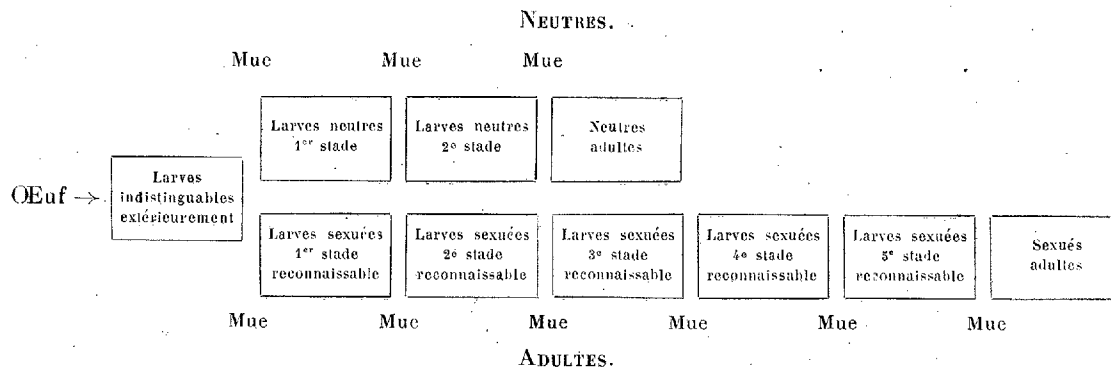 NEUTRES.
Mue Mue Mue
Larves neutres
1er stade
Larves neutres
2e stade
Neutres
adultes
Œuf →
Larves
indistinguables
extérieurement
Larves sexuées
1er stade
reconnaissable
Larves sexuées
2e stade
reconnaissable
Larves sexuées
3e stade
reconnaissable
Larves sexuées
4e stade
reconnaissable
Larves sexuées
5e stade
reconnaissable
Sexués
adultes
Mue Mue Mue Mue Mue Mue
ADULTES.